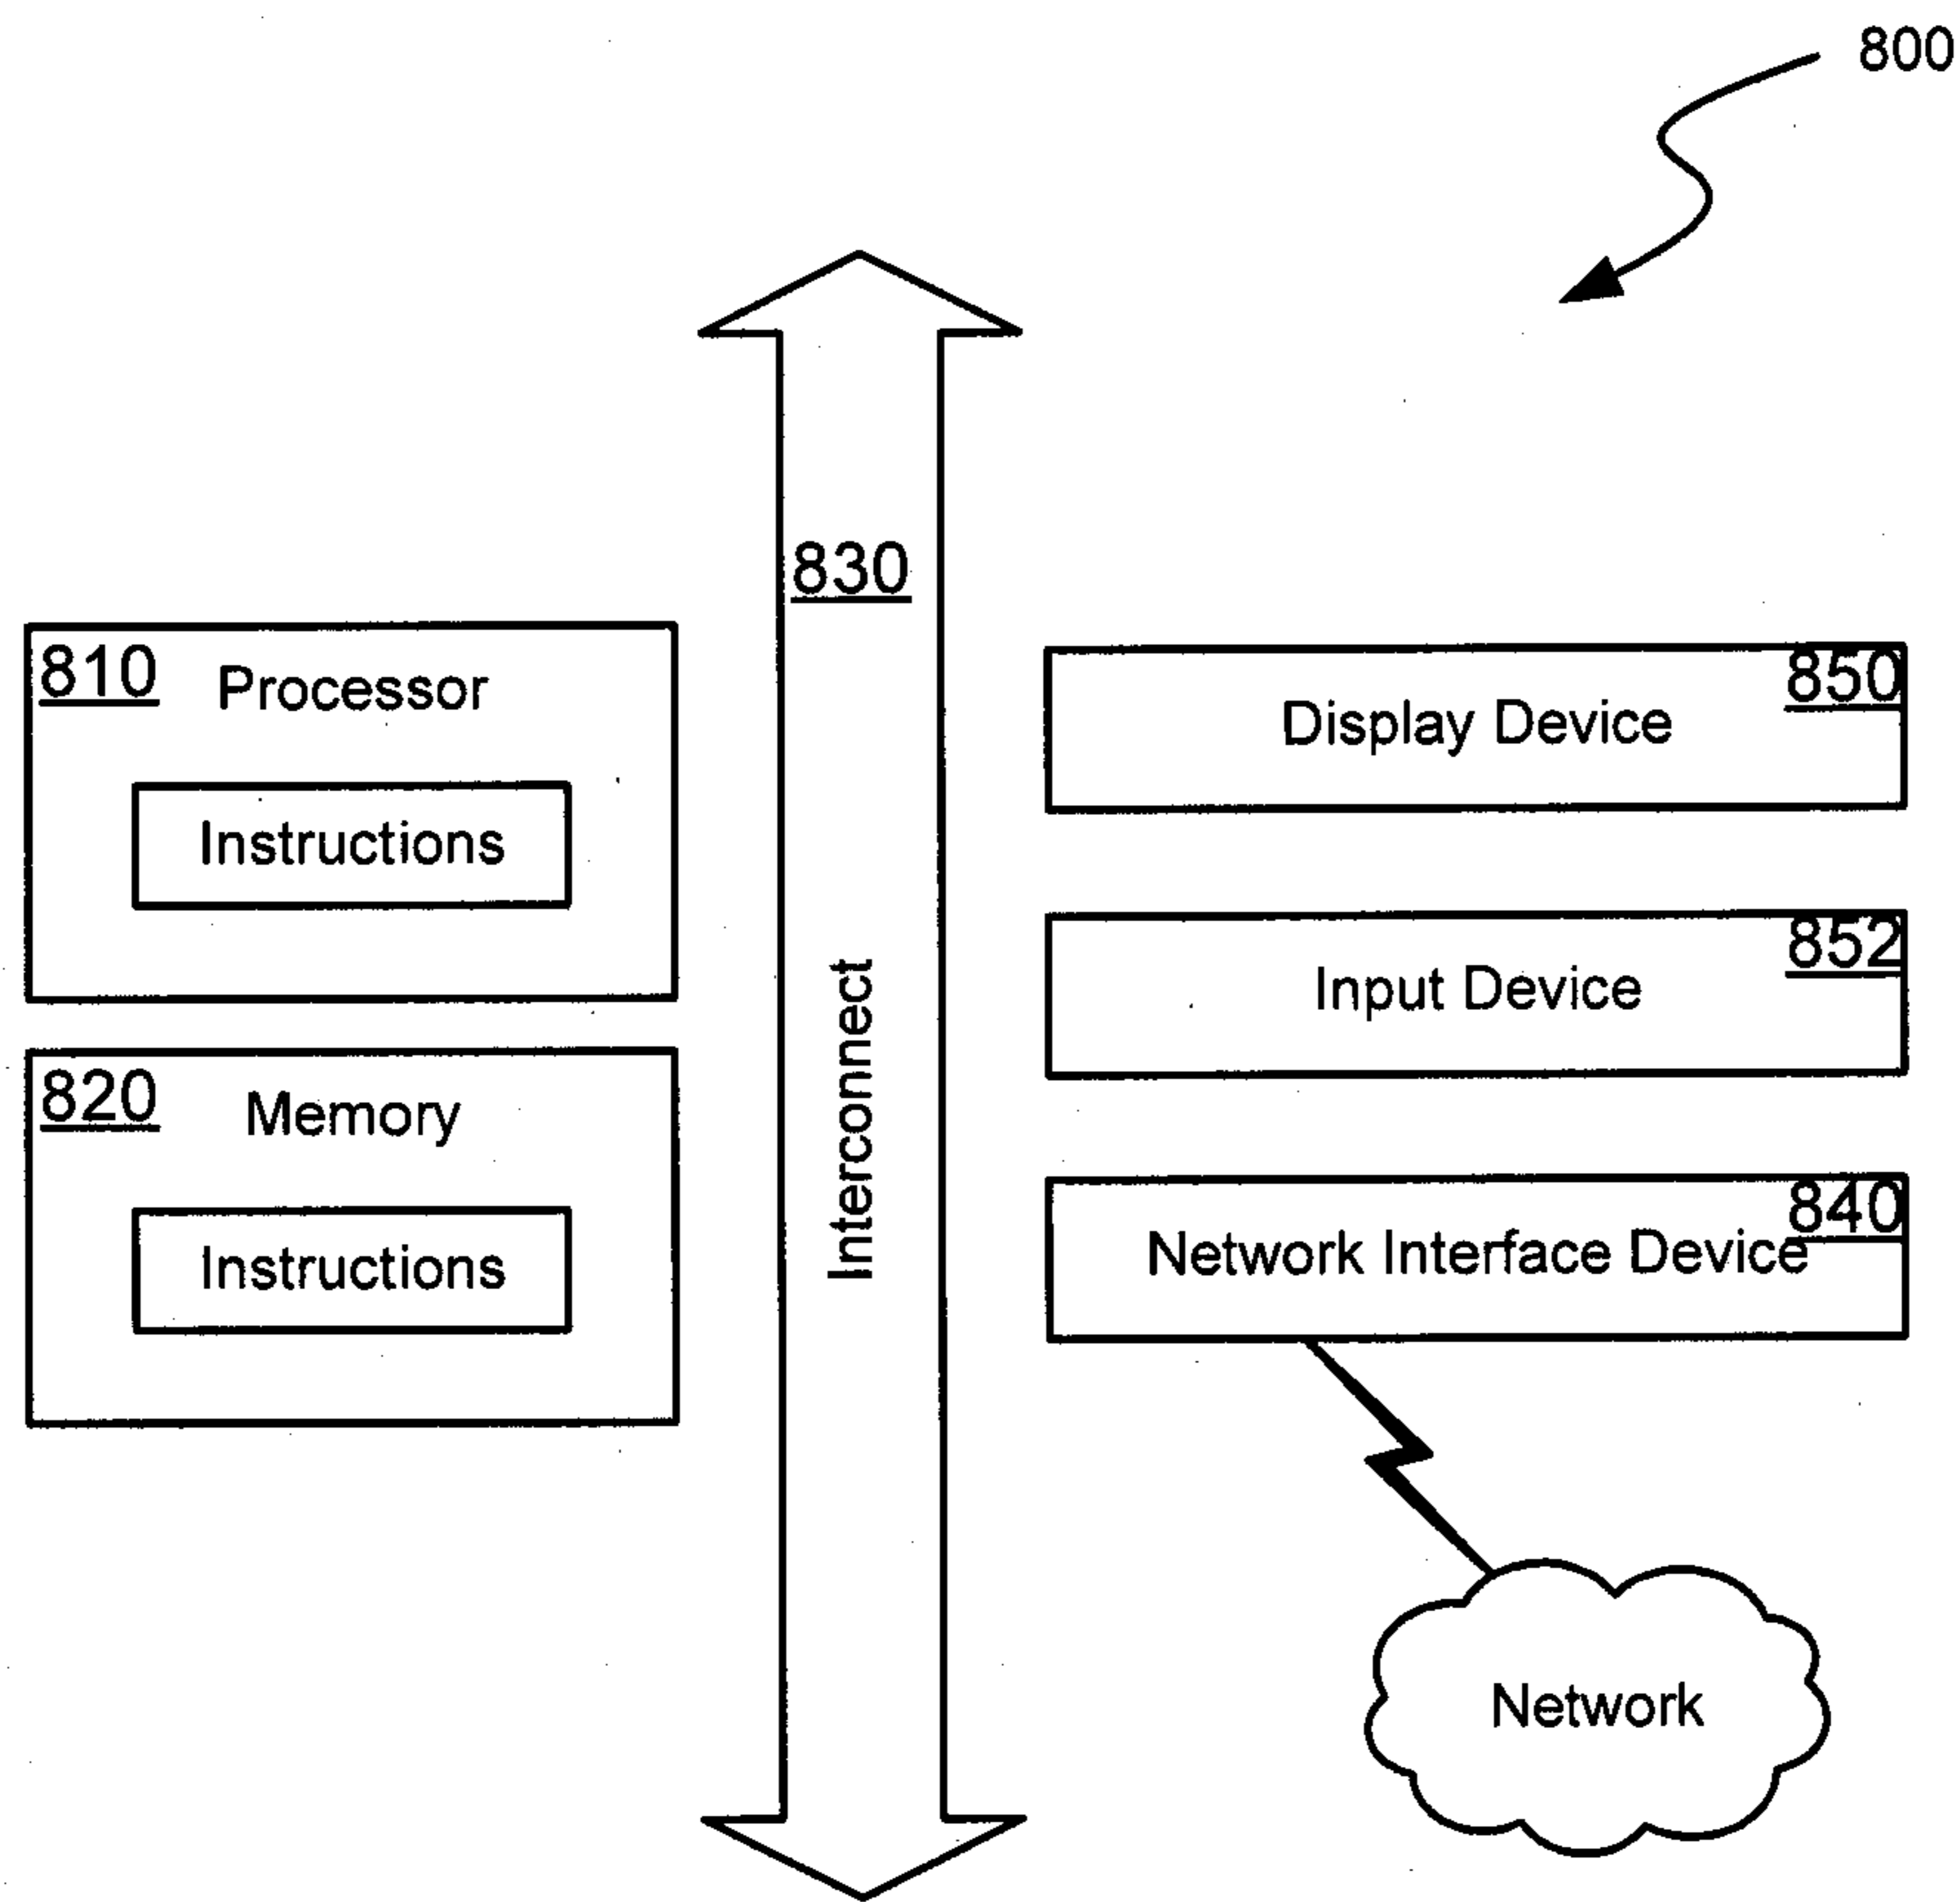 800
830
810
Processor
Instructions
820
Memory
Instructions
Interconnect
850
Display Device
852
Input Device
840
Network Interface Device
Network